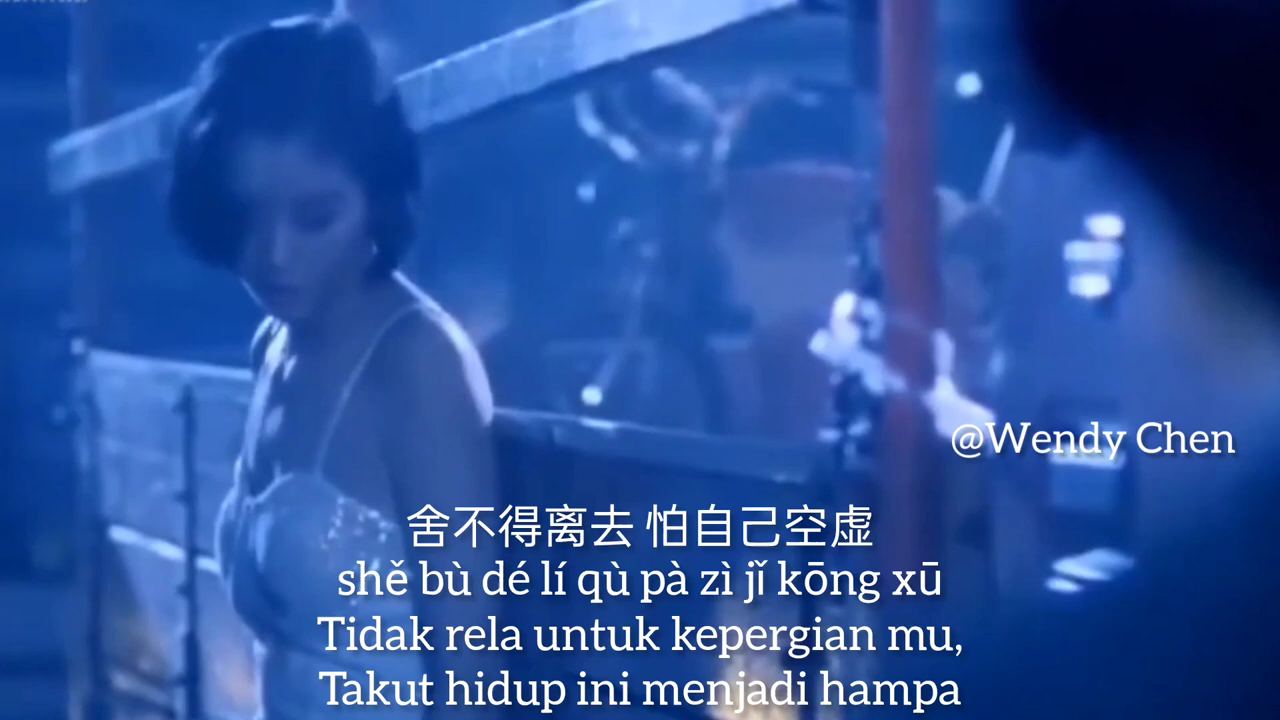 @Wendy Chen
舍不得离去 怕自己空虚
shě bù dé lí qù pà zì jǐ kōng xū
Tidak rela untuk kepergian mu,
Takut hidup ini menjadi hampa